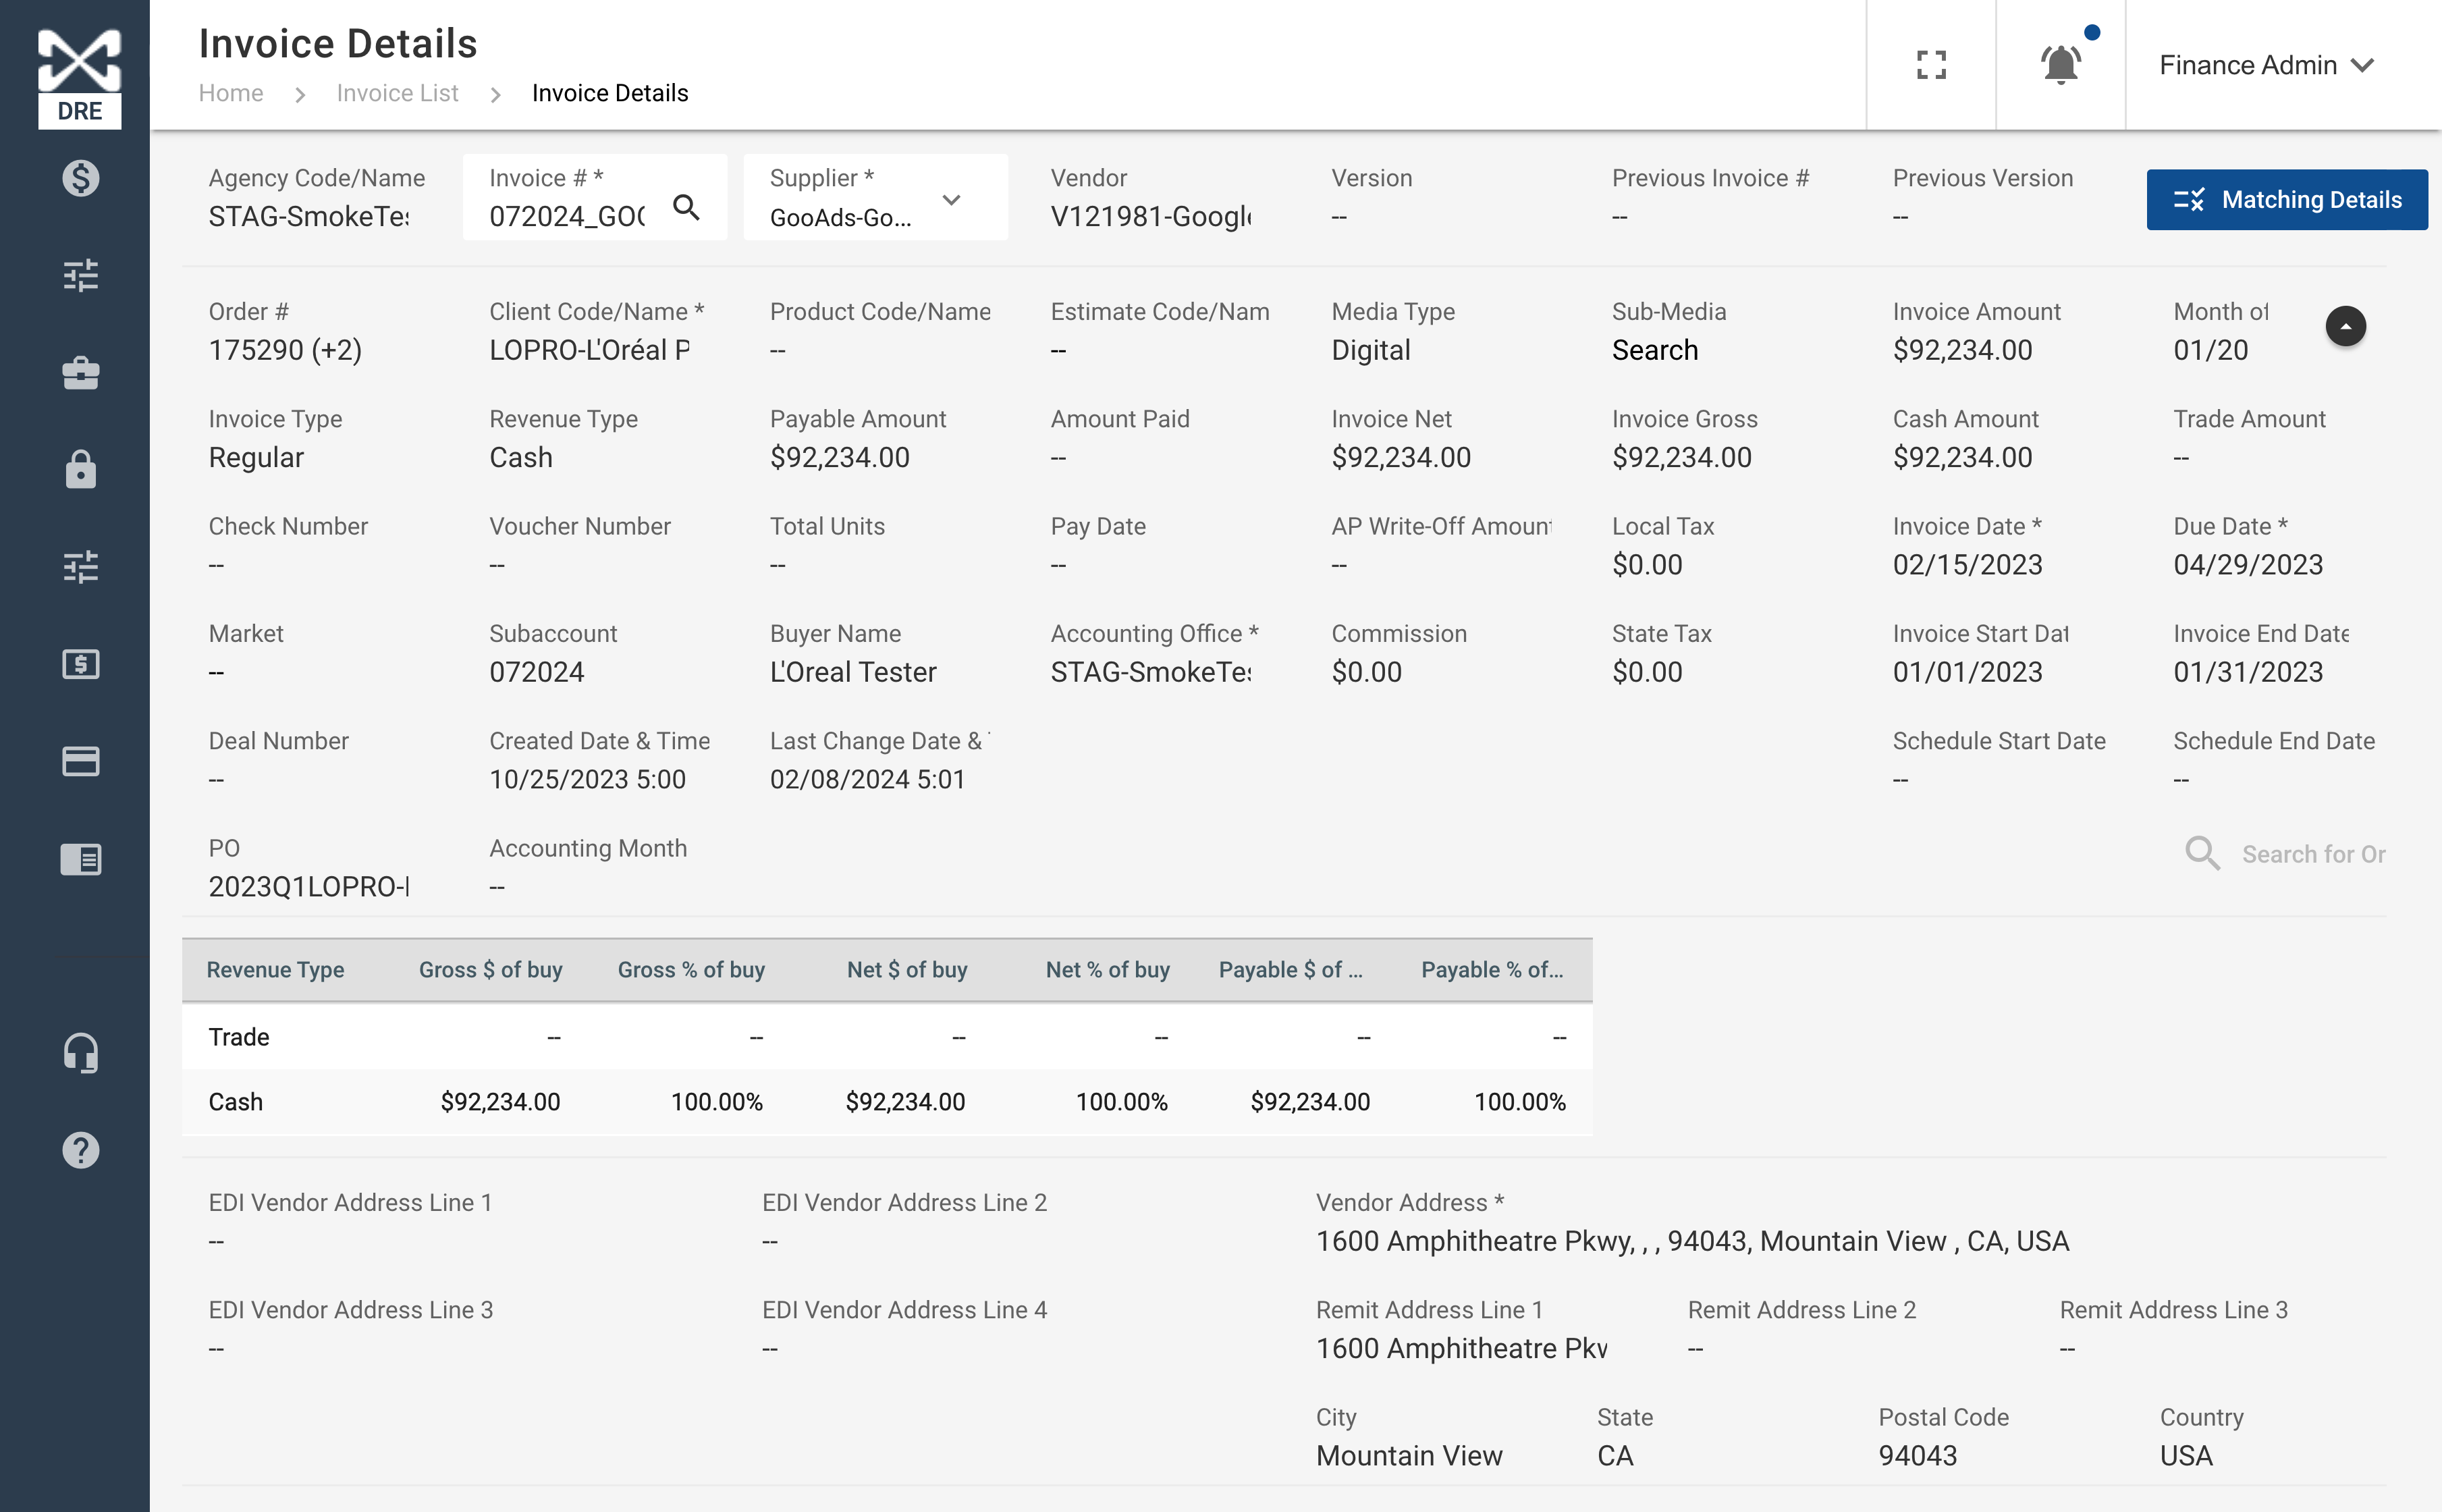 Invoice Details
Home > Invoice List > Invoice Details
Finance Admin
DRE
Agency Code/Name Invoice # * Supplier * Vendor Version Previous Invoice # Previous Version
STAG-SmokeTes 072024_GOO GooAds-Go... V121981-Google -- -- --
Matching Details
Order # Client Code/Name * Product Code/Name Estimate Code/Nam Media Type Sub-Media Invoice Amount Month of
175290 (+2) LOPRO-L'Oréal P -- -- Digital Search $92,234.00 01/20
Invoice Type Revenue Type Payable Amount Amount Paid Invoice Net Invoice Gross Cash Amount Trade Amount
Regular Cash $92,234.00 -- $92,234.00 $92,234.00 $92,234.00 --
Check Number Voucher Number Total Units Pay Date AP Write-Off Amount Local Tax Invoice Date * Due Date *
-- -- -- -- -- $0.00 02/15/2023 04/29/2023
Market Subaccount Buyer Name Accounting Office * Commission State Tax Invoice Start Dat Invoice End Date
-- 072024 L'Oreal Tester STAG-SmokeTes $0.00 $0.00 01/01/2023 01/31/2023
Deal Number Created Date & Time Last Change Date & Schedule Start Date Schedule End Date
-- 10/25/2023 5:00 02/08/2024 5:01 -- --
PO Accounting Month
2023Q1LOPRO- --
Search for Or
Revenue Type Gross $ of buy Gross % of buy Net $ of buy Net % of buy Payable $ of ... Payable % of...
Trade -- -- -- -- -- --
Cash $92,234.00 100.00% $92,234.00 100.00% $92,234.00 100.00%
EDI Vendor Address Line 1 EDI Vendor Address Line 2 Vendor Address *
-- -- 1600 Amphitheatre Pkwy, , , 94043, Mountain View , CA, USA
EDI Vendor Address Line 3 EDI Vendor Address Line 4 Remit Address Line 1 Remit Address Line 2 Remit Address Line 3
-- -- 1600 Amphitheatre Pkw -- --
City State Postal Code Country
Mountain View CA 94043 USA